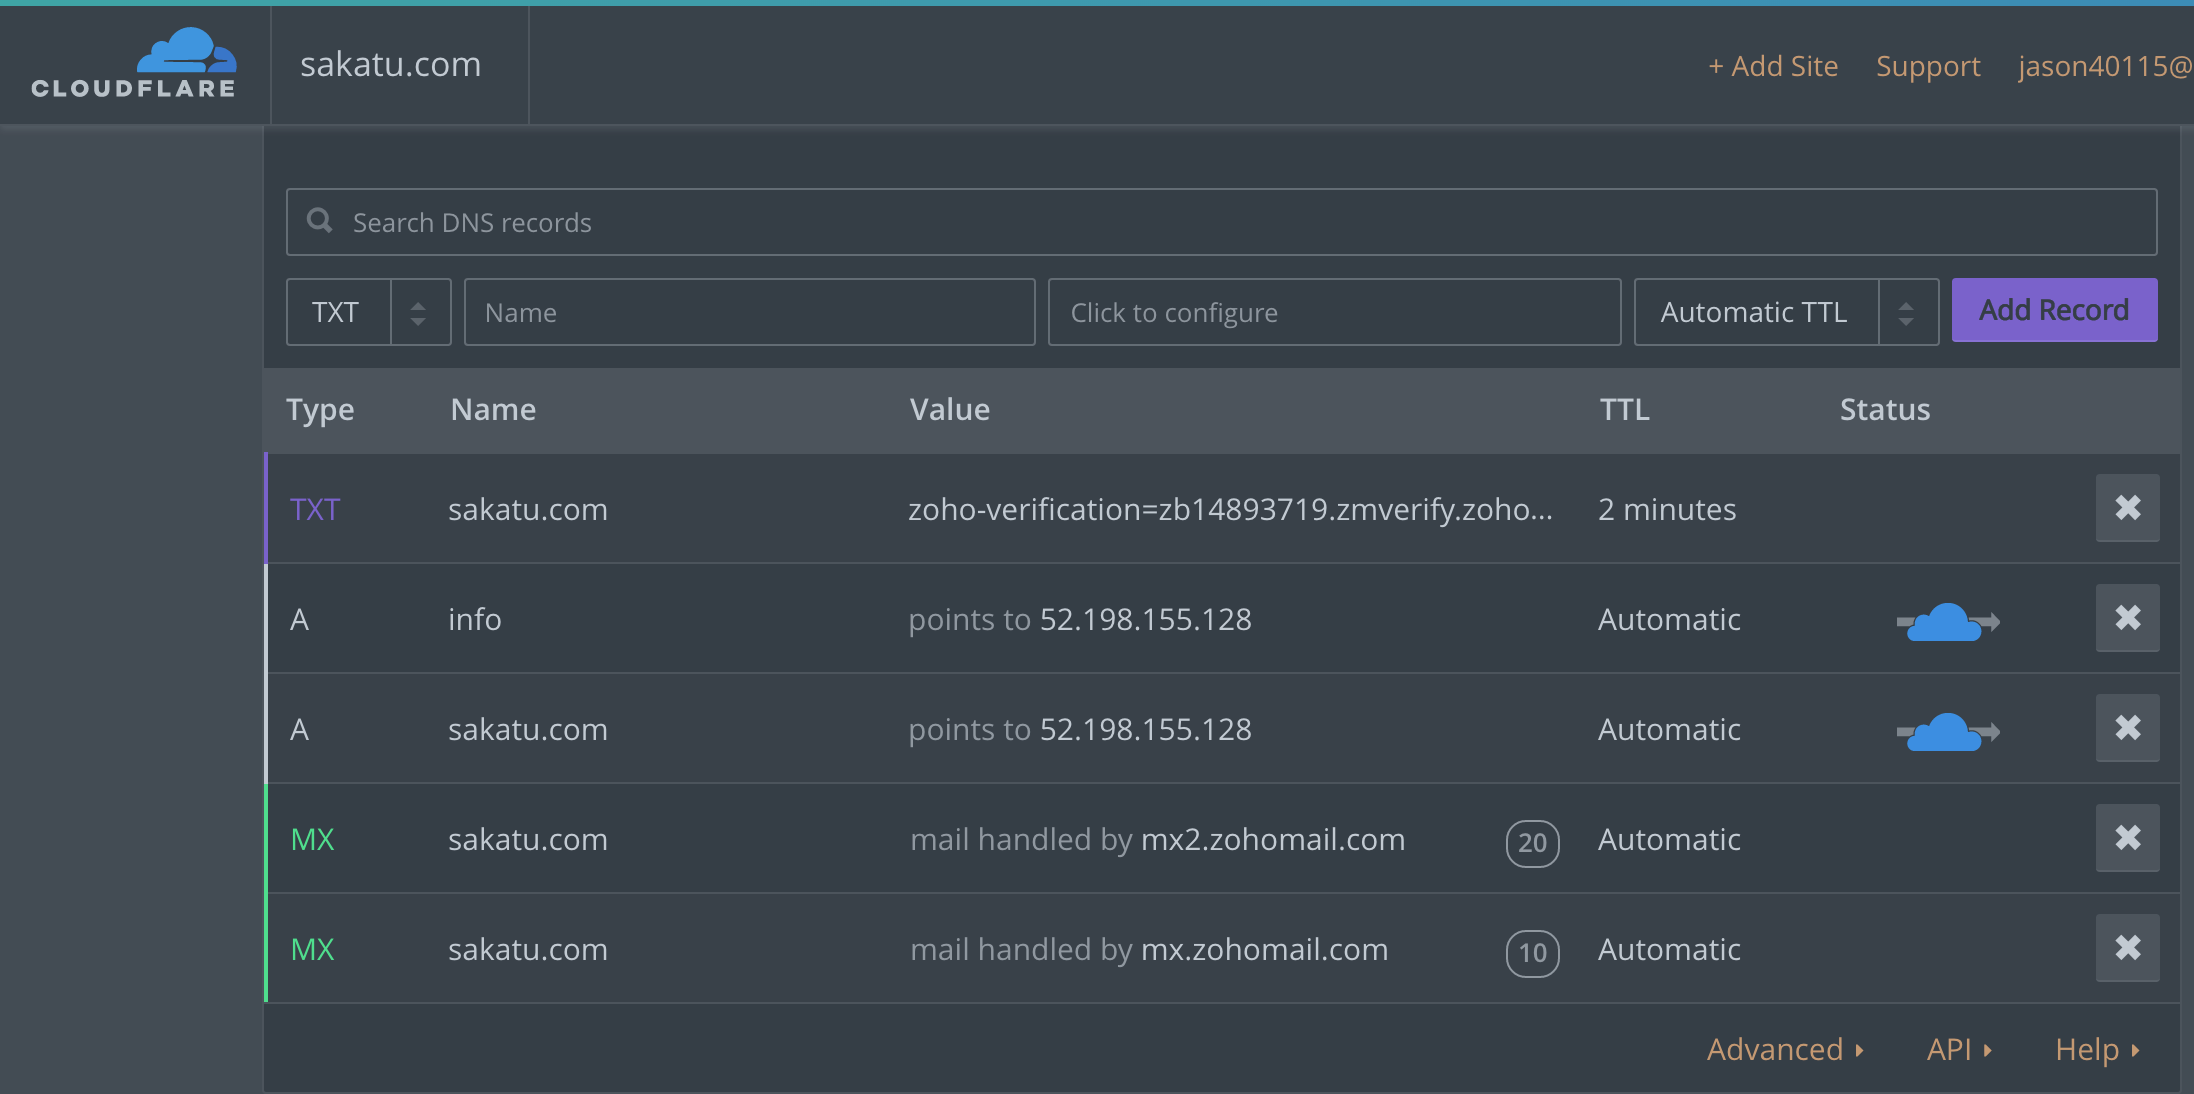 CLOUDFLARE sakatu.com + Add Site Support jason40115@
Search DNS records
TXT Name Click to configure Automatic TTL Add Record
Type Name Value TTL Status
TXT sakatu.com zoho-verification=zb14893719.zmverify.zoho... 2 minutes
A info points to 52.198.155.128 Automatic
A sakatu.com points to 52.198.155.128 Automatic
MX sakatu.com mail handled by mx2.zohomail.com 20 Automatic
MX sakatu.com mail handled by mx.zohomail.com 10 Automatic
Advanced API Help